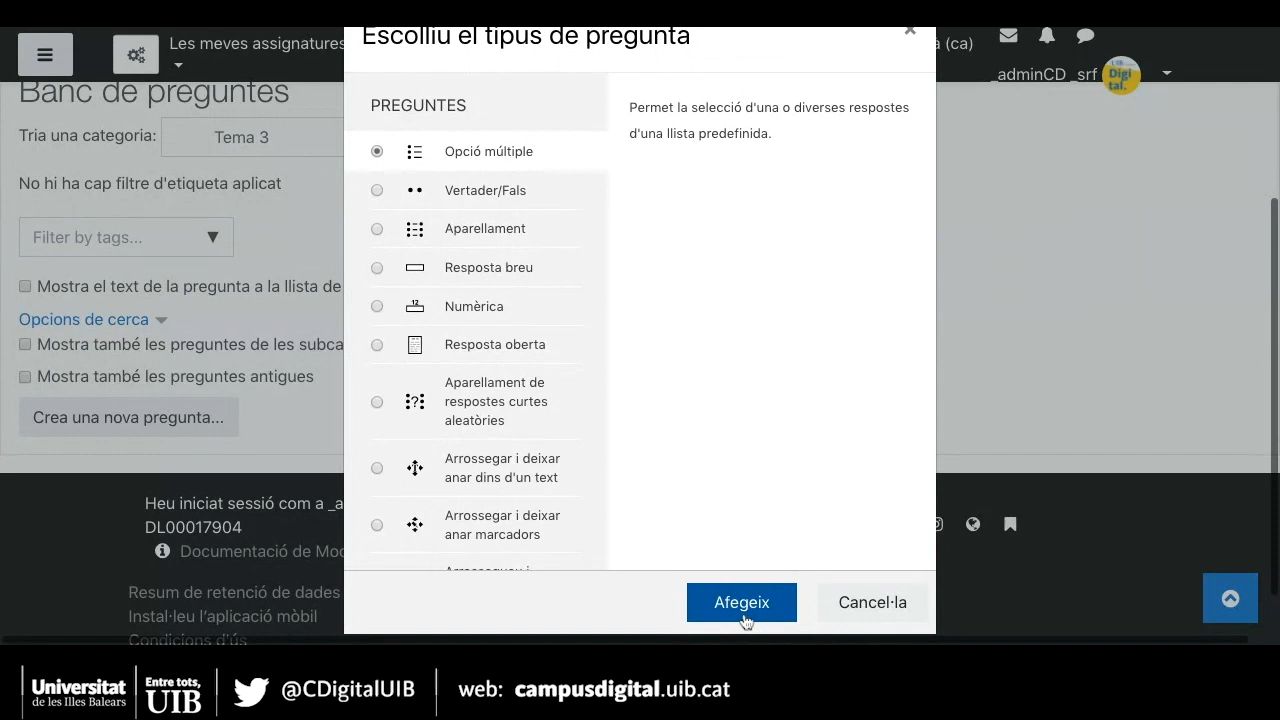 Escolliu el tipus de pregunta
Les meves assignatures
(ca)
_adminCD _srf
Digi
tal.
Banc de preguntes
Tria una categoria:
Tema 3
No hi ha cap filtre d'etiqueta aplicat
Filter by tags...
Mostra el text de la pregunta a la llista de
Opcions de cerca
Mostra també les preguntes de les subca
Mostra també les preguntes antigues
Crea una nova pregunta...
PREGUNTES
Opció múltiple
Vertader/Fals
Aparellament
Resposta breu
12
Numèrica
Resposta oberta
Aparellament de
respostes curtes
aleatòries
Arrossegar i deixar
anar dins d'un text
Arrossegar i deixar
anar marcadors
Permet la selecció d'una o diverses respostes
d'una llista predefinida.
Afegeix
Cancel·la
Heu iniciat sessió com a _a
DL00017904
Documentació de Moo
Resum de retenció de dades
Instal·leu l'aplicació mòbil
Condicions d'ús
Universitat
de les Illes Balears
Entre tots,
UIB
@CDigitalUIB
web: campusdigital.uib.cat